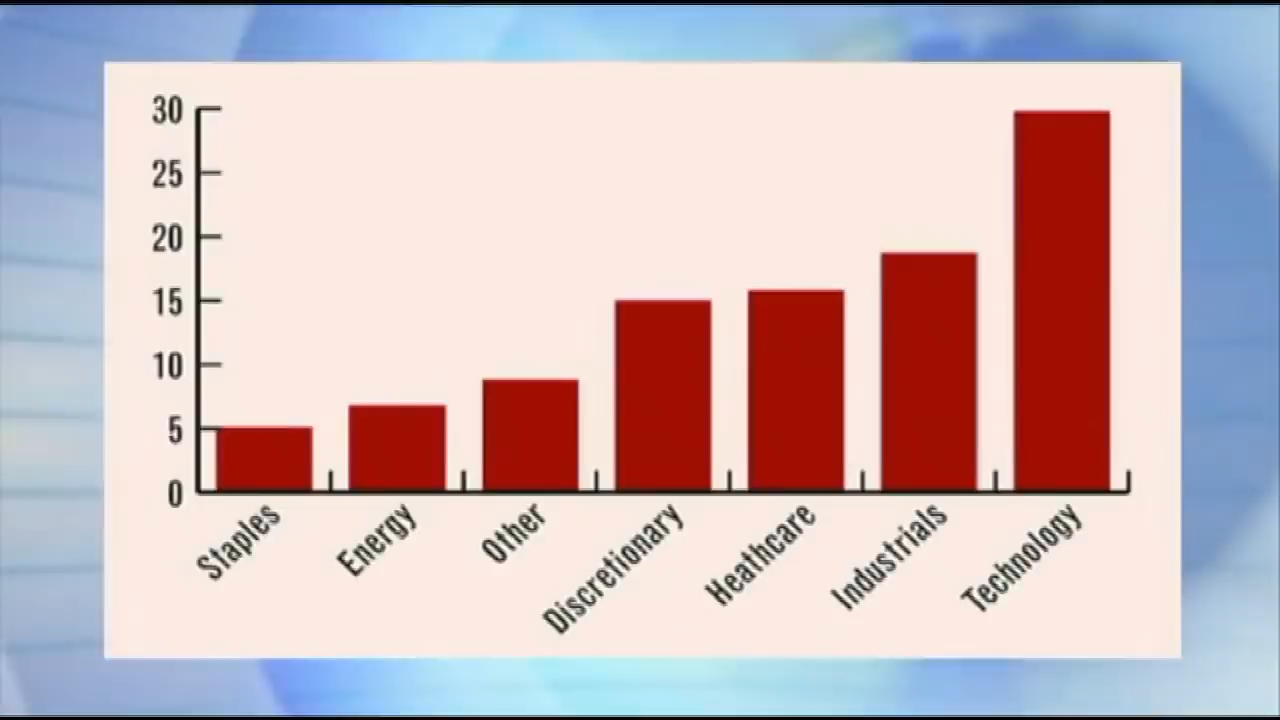 30
25
20
15
10
5
0
Staples
Energy
Other
Discretionary
Heathcare
Industrials
Technology